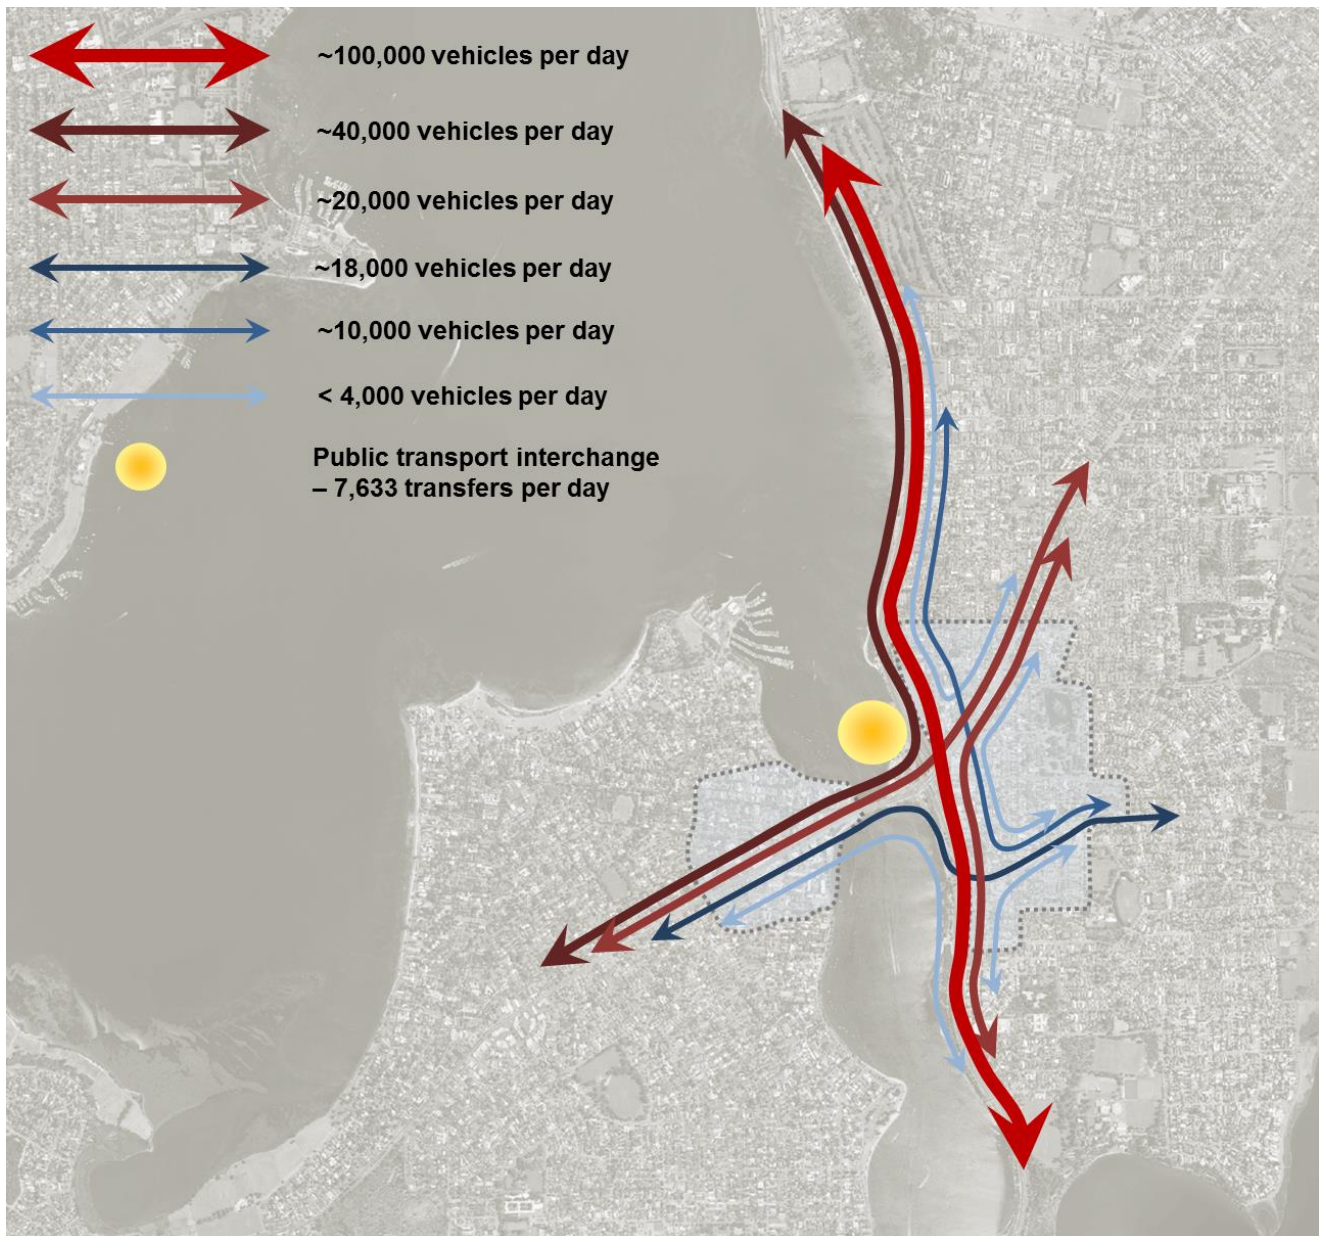 ~100,000 vehicles per day
~40,000 vehicles per day
~20,000 vehicles per day
~18,000 vehicles per day
~10,000 vehicles per day
< 4,000 vehicles per day
Public transport interchange
– 7,633 transfers per day